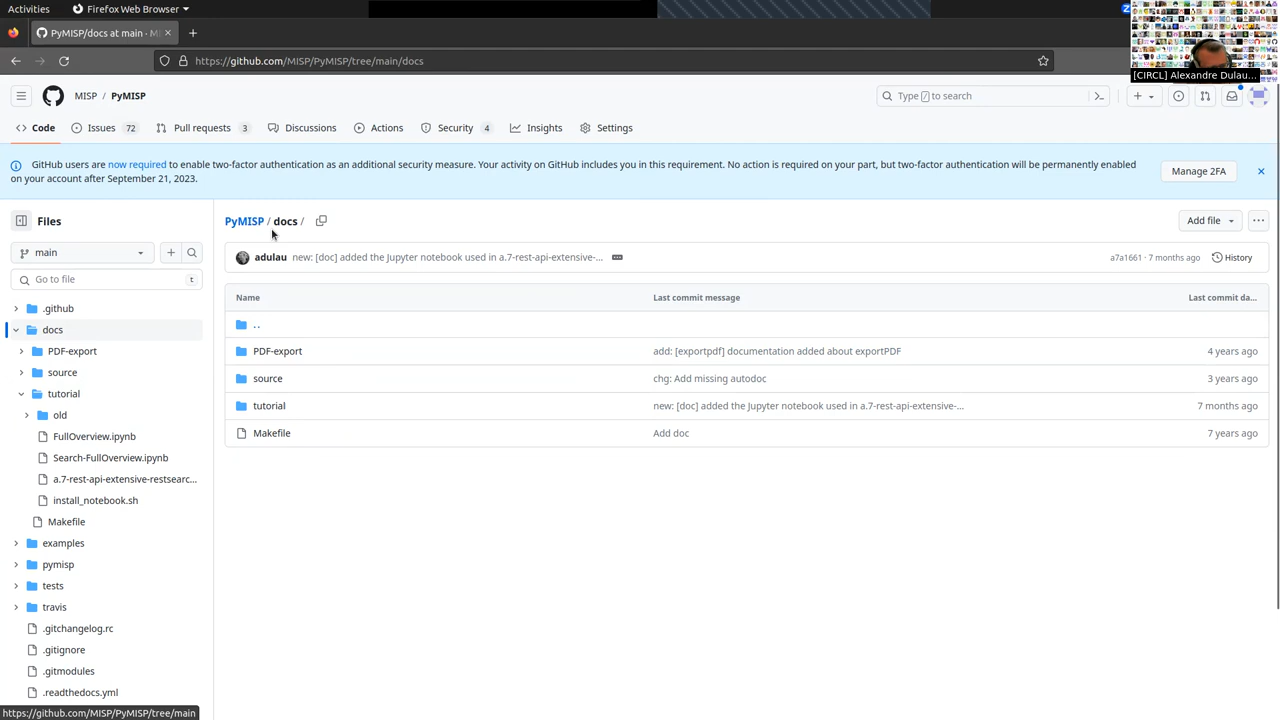 Activities
Firefox Web Browser
PyMISP/docs at main - M
https://github.com/MISP/PyMISP/tree/main/docs
[CIRCL] Alexandre Dulau...
MISP / PyMISP
Type / to search
Code
Issues 72
Pull requests 3
Discussions
Actions
Security 4
Insights
Settings
GitHub users are now required to enable two-factor authentication as an additional security measure. Your activity on GitHub includes you in this requirement. No action is required on your part, but two-factor authentication will be permanently enabled
on your account after September 21, 2023.
Manage 2FA
Files
main
Go to file
t
.github
docs
PDF-export
source
tutorial
old
FullOverview.ipynb
Search-FullOverview.ipynb
a.7-rest-api-extensive-restsearc...
install_notebook.sh
Makefile
examples
pymisp
tests
travis
.gitchangelog.rc
.gitignore
.gitmodules
.readthedocs.yml
PyMISP / docs /
Add file
adulau new: [doc] added the Jupyter notebook used in a.7-rest-api-extensive-...
a7a1661 · 7 months ago
History
Name Last commit message Last commit da...
..
PDF-export add: [exportpdf] documentation added about exportPDF 4 years ago
source chg: Add missing autodoc 3 years ago
tutorial new: [doc] added the Jupyter notebook used in a.7-rest-api-extensive-... 7 months ago
Makefile Add doc 7 years ago
https://github.com/MISP/PyMISP/tree/main